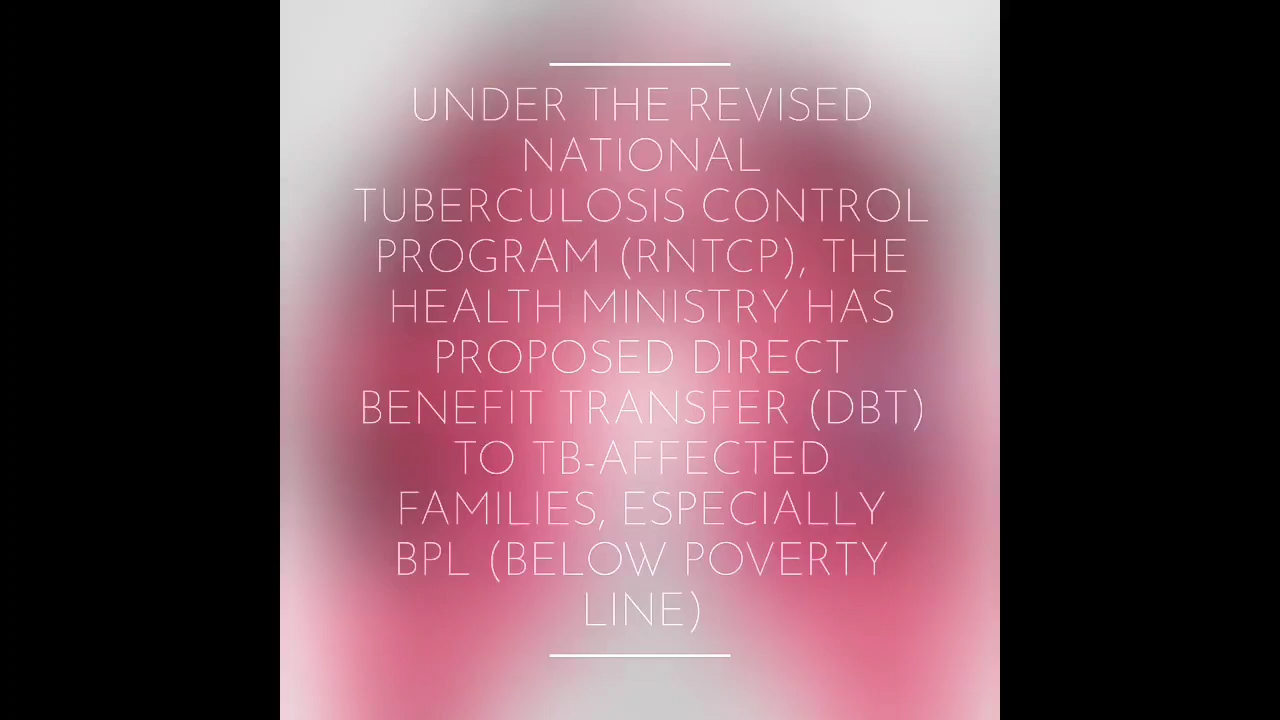 UNDER THE REVISED
NATIONAL
TUBERCULOSIS CONTROL
PROGRAM (RNTCP), THE
HEALTH MINISTRY HAS
PROPOSED DIRECT
BENEFIT TRANSFER (DBT)
TO TB-AFFECTED
FAMILIES, ESPECIALLY
BPL (BELOW POVERTY
LINE)